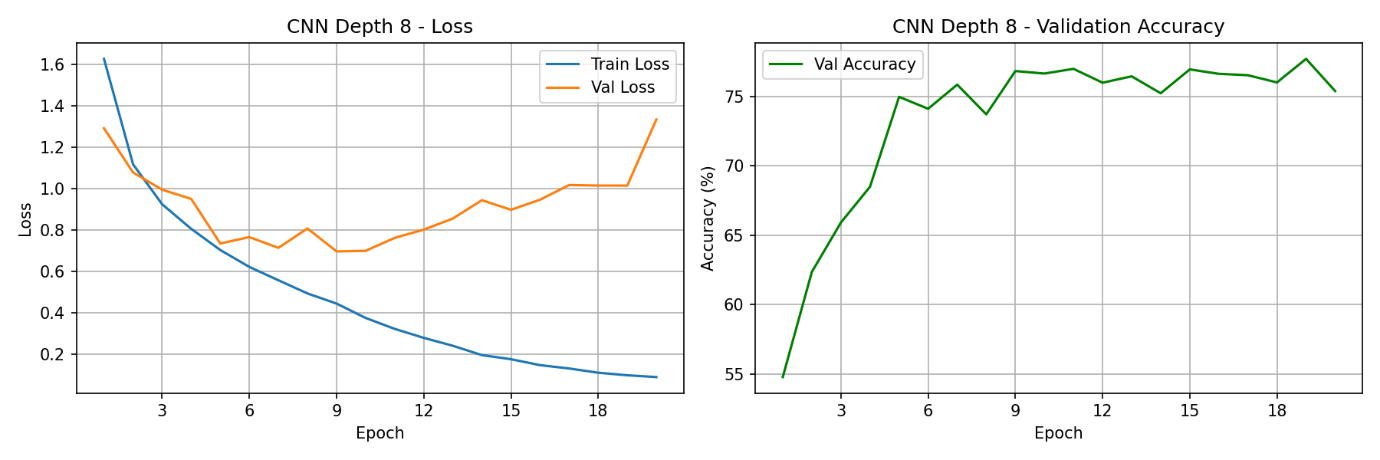 CNN Depth 8 - Loss
Train Loss
Val Loss
1.6
1.4
1.2
1.0
0.8
0.6
0.4
0.2
Loss
3 6 9 12 15 18
Epoch
CNN Depth 8 - Validation Accuracy
Val Accuracy
75
70
65
60
55
Accuracy (%)
3 6 9 12 15 18
Epoch